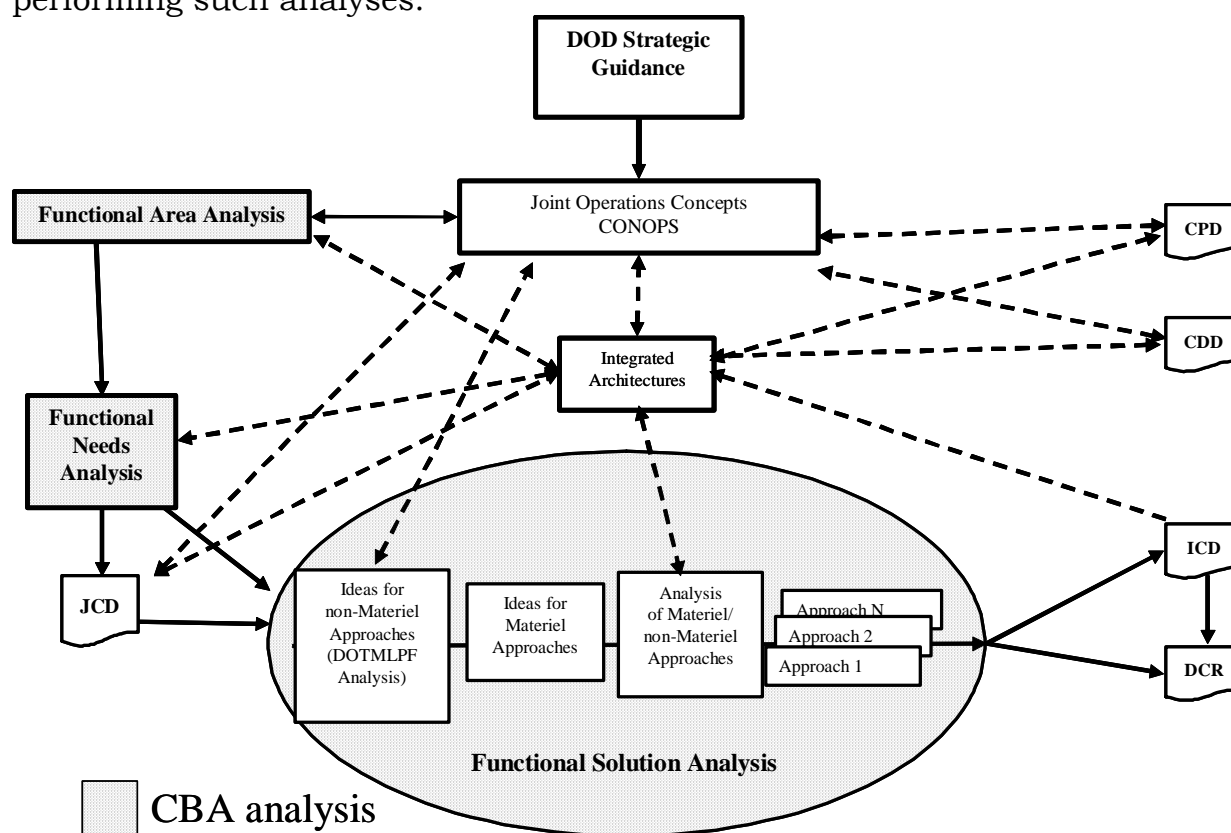 performing such analyses.
DOD Strategic
Guidance
Joint Operations Concepts
CONOPS
Functional Area Analysis
CPD
CDD
Integrated
Architectures
Functional
Needs
Analysis
ICD
JCD
Ideas for
non-Materiel
Approaches
(DOTMLPF
Analysis)
Ideas for
Materiel
Approaches
Analysis
of Materiel/
non-Materiel
Approaches
Approach N
Approach 2
Approach 1
DCR
Functional Solution Analysis
CBA analysis